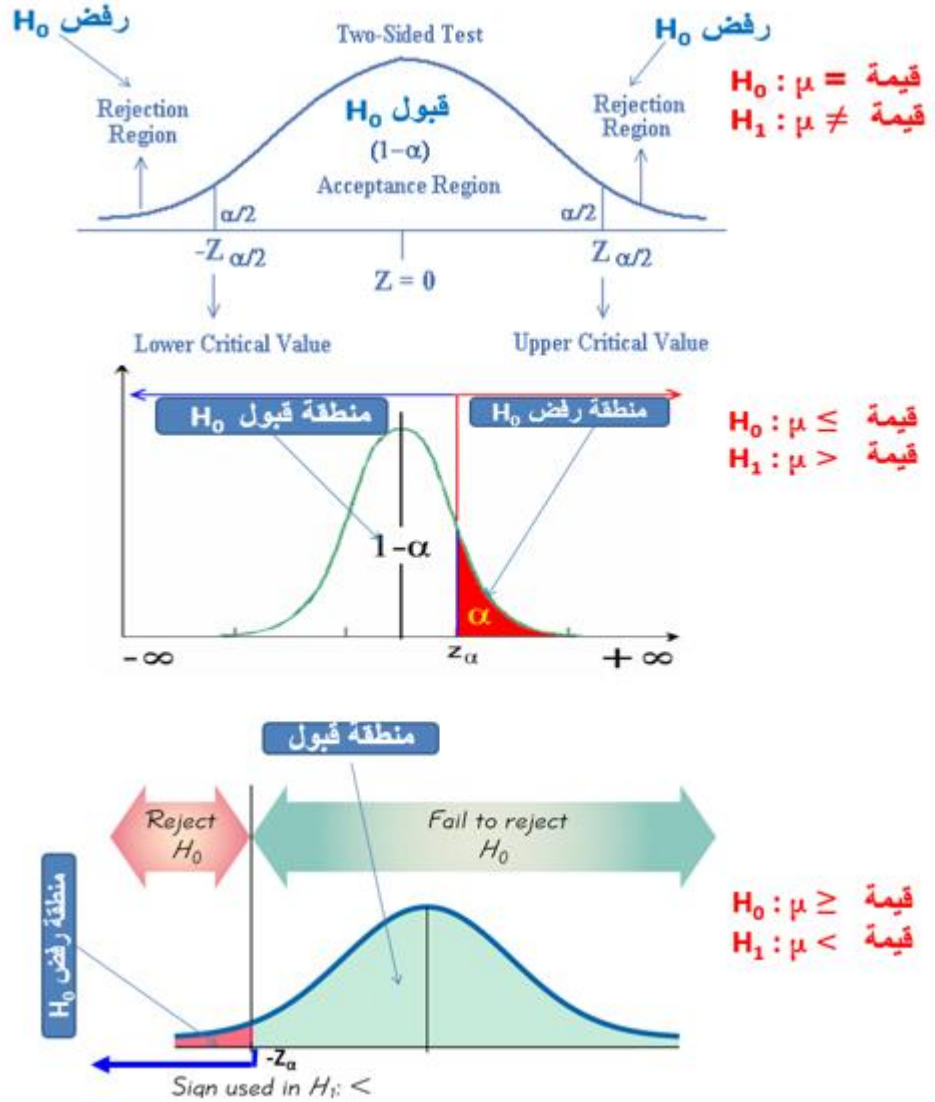 رفض H₀
Two-Sided Test
رفض H₀
Rejection
Region
قبول H₀
(1-α)
Acceptance Region
Rejection
Region
H₀ : μ = قيمة
H₁ : μ ≠ قيمة
α/2
α/2
-Z α/2
Z = 0
Z α/2
Lower Critical Value
Upper Critical Value
منطقة قبول H₀
منطقة رفض H₀
H₀ : μ ≤ قيمة
H₁ : μ > قيمة
1-α
α
-∞
zα
+∞
منطقة قبول
Reject
H₀
Fail to reject
H₀
منطقة رفض H₀
H₀ : μ ≥ قيمة
H₁ : μ < قيمة
-Zα
Sign used in H₁: <